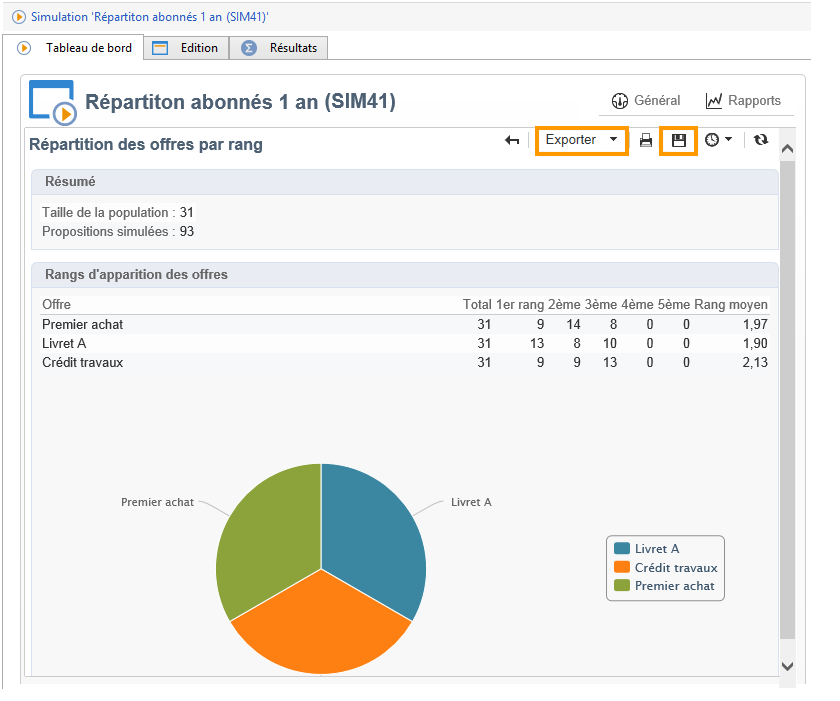 Simulation 'Répartition abonnés 1 an (SIM41)'
Tableau de bord Edition Σ Résultats
Répartiton abonnés 1 an (SIM41) Général Rapports
Répartition des offres par rang Exporter
Résumé
Taille de la population : 31
Propositions simulées : 93
Rangs d'apparition des offres
Offre Total 1er rang 2ème 3ème 4ème 5ème Rang moyen
Premier achat 31 9 14 8 0 0 1,97
Livret A 31 13 8 10 0 0 1,90
Crédit travaux 31 9 9 13 0 0 2,13
Premier achat Livret A
Livret A
Crédit travaux
Premier achat